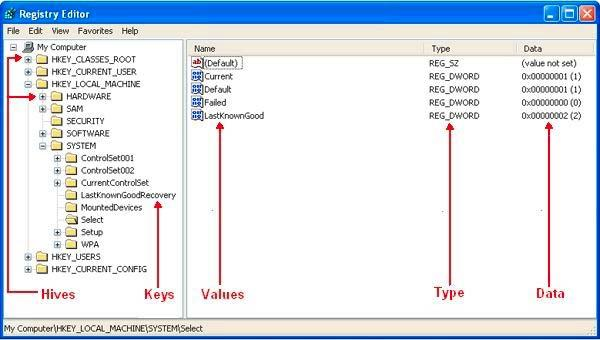 Registry Editor
File Edit View Favorites Help
My Computer
HKEY_CLASSES_ROOT
HKEY_CURRENT_USER
HKEY_LOCAL_MACHINE
HARDWARE
SAM
SECURITY
SOFTWARE
SYSTEM
ControlSet001
ControlSet002
CurrentControlSet
LastKnownGoodRecovery
MountedDevices
Select
Setup
WPA
HKEY_USERS
HKEY_CURRENT_CONFIG
Name Type Data
(Default) REG_SZ (value not set)
Current REG_DWORD 0x00000001 (1)
Default REG_DWORD 0x00000001 (1)
Failed REG_DWORD 0x00000000 (0)
LastKnownGood REG_DWORD 0x00000002 (2)
Hives Keys Values Type Data
My Computer\HKEY_LOCAL_MACHINE\SYSTEM\Select